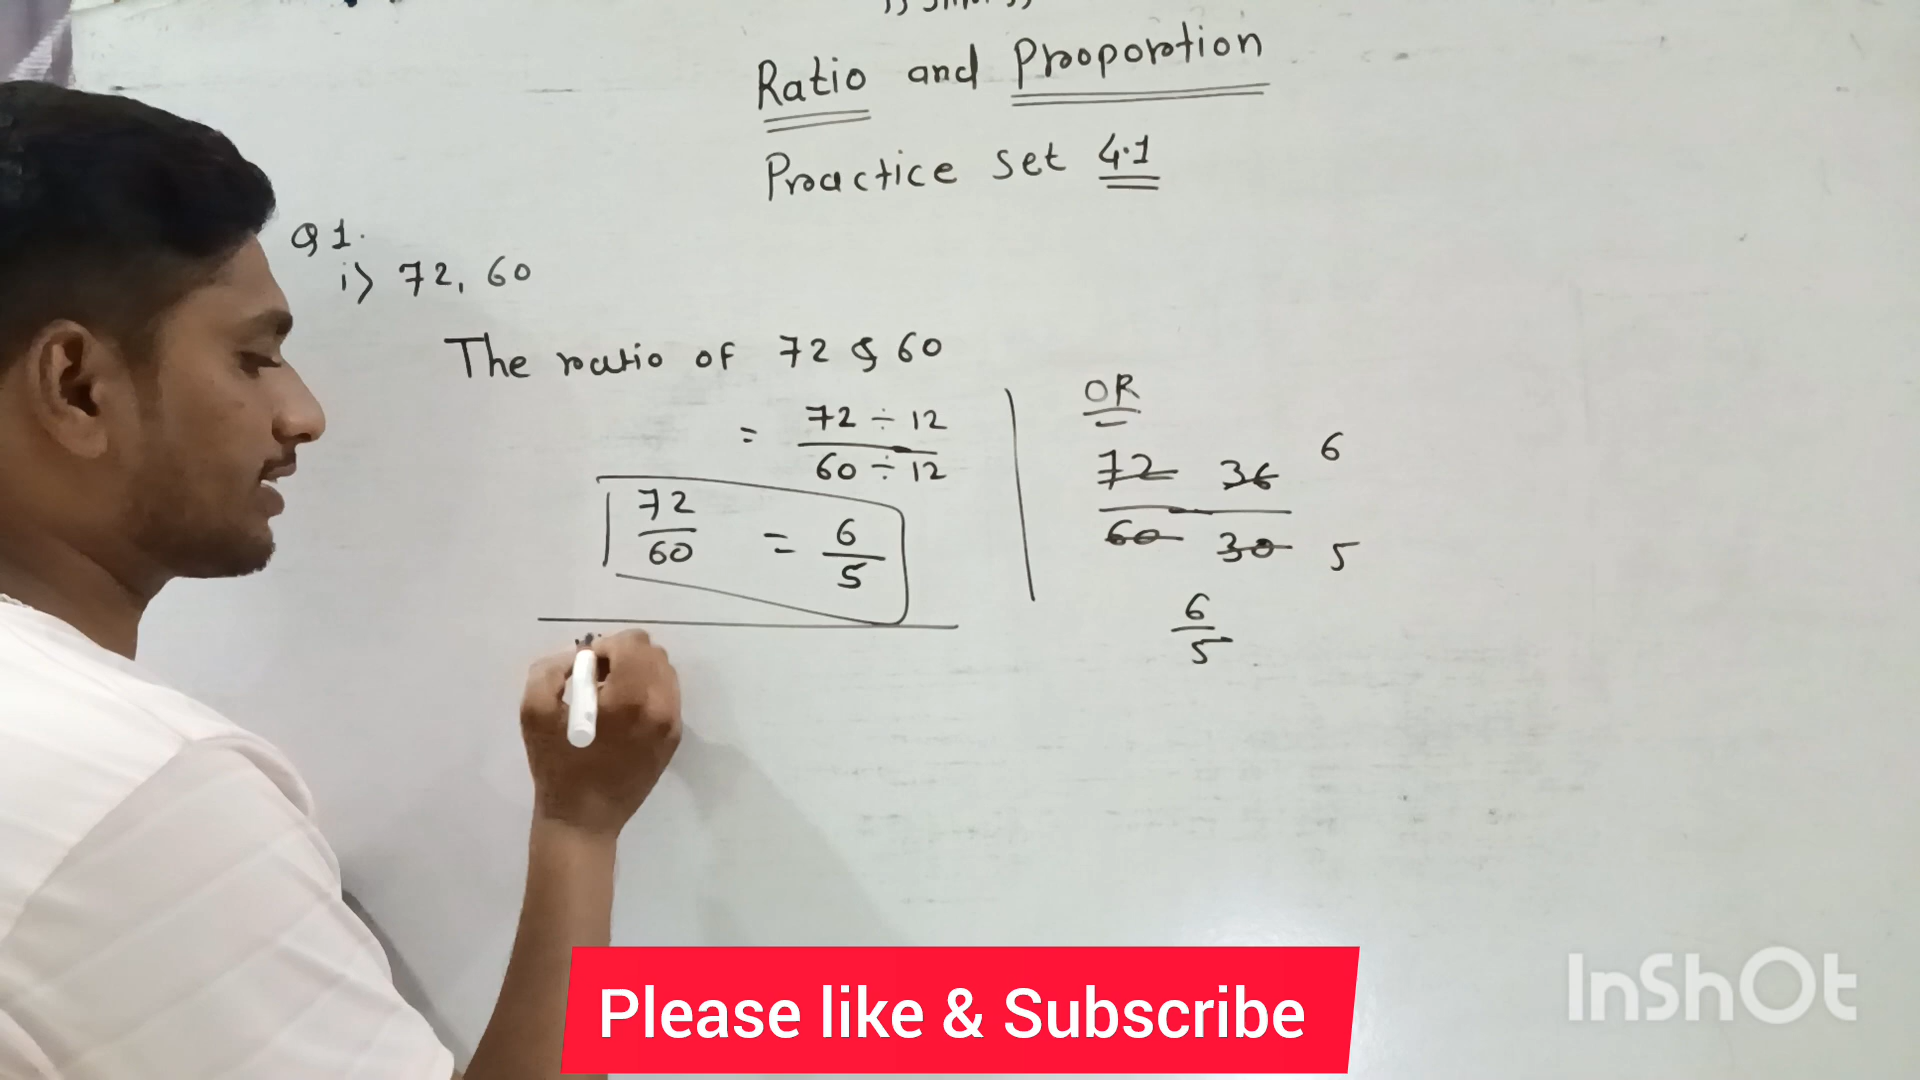 Ratio and Proportion
Practice set 4.1
Q 1.
i) 72, 60
The ratio of 72 & 60
= 72 ÷ 12
60 ÷ 12
72
60
= 6
5
OR
72 36 6
60 30 5
6
5
Please like & Subscribe
InShOt